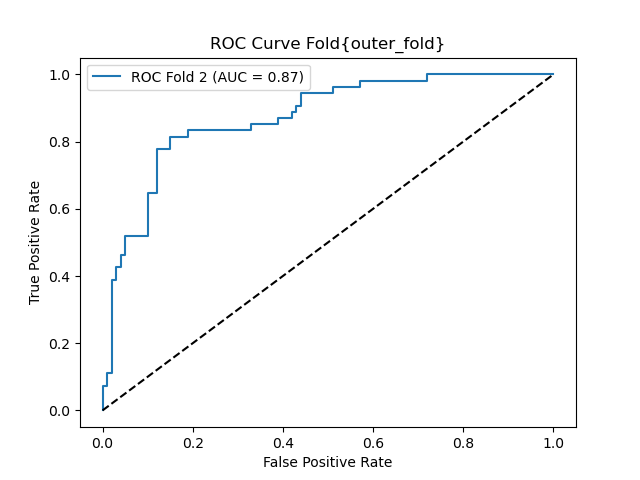 ROC Curve Fold{outer_fold}
ROC Fold 2 (AUC = 0.87)
True Positive Rate
1.0
0.8
0.6
0.4
0.2
0.0
0.0 0.2 0.4 0.6 0.8 1.0
False Positive Rate